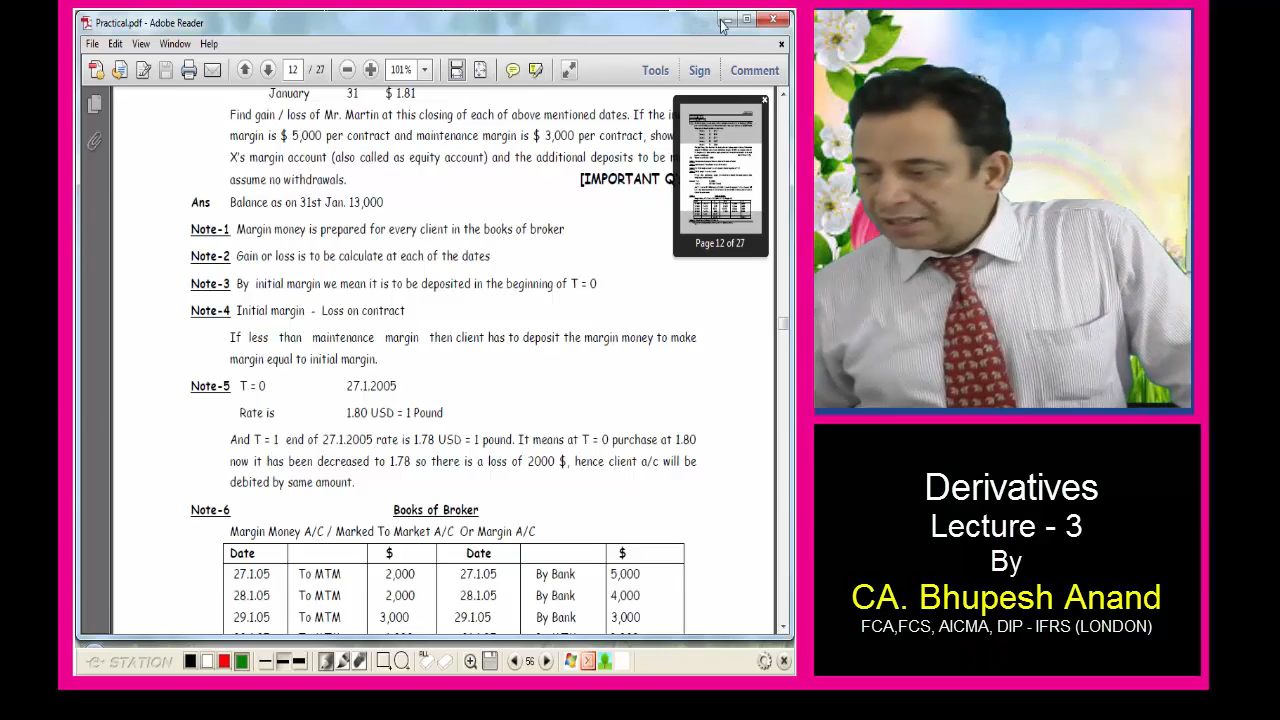 Practical.pdf - Adobe Reader
File Edit View Window Help
12 / 27 101% Tools Sign Comment
January 31 $ 1.81
Find gain / loss of Mr. Martin at this closing of each of above mentioned dates. If the
margin is $ 5,000 per contract and maintenance margin is $ 3,000 per contract, show
X's margin account (also called as equity account) and the additional deposits to be
assume no withdrawals. [IMPORTANT
Ans Balance as on 31st Jan. 13,000
Note-1 Margin money is prepared for every client in the books of broker
Note-2 Gain or loss is to be calculate at each of the dates
Page 12 of 27
Note-3 By initial margin we mean it is to be deposited in the beginning of T = 0
Note-4 Initial margin - Loss on contract
If less than maintenance margin then client has to deposit the margin money to make
margin equal to initial margin.
Note-5 T = 0 27.1.2005
Rate is 1.80 USD = 1 Pound
And T = 1 end of 27.1.2005 rate is 1.78 USD = 1 pound. It means at T = 0 purchase at 1.80
now it has been decreased to 1.78 so there is a loss of 2000 $, hence client a/c will be
debited by same amount.
Note-6 Books of Broker
Margin Money A/C / Marked To Market A/C Or Margin A/C
Date $ Date $
27.1.05 To MTM 2,000 27.1.05 By Bank 5,000
28.1.05 To MTM 2,000 28.1.05 By Bank 4,000
29.1.05 To MTM 3,000 29.1.05 By Bank 3,000
e-STATION 56
Derivatives
Lecture - 3
By
CA. Bhupesh Anand
FCA,FCS, AICMA, DIP - IFRS (LONDON)